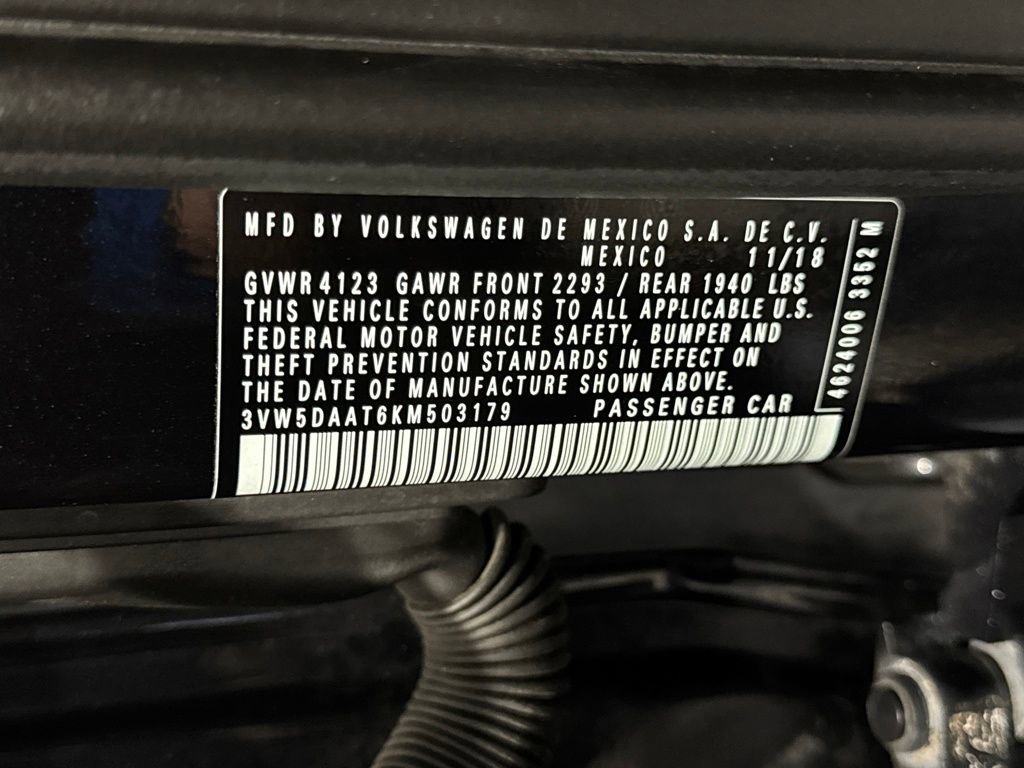 MFD BY VOLKSWAGEN DE MEXICO S.A. DE C.V.
MEXICO 11/18
GVWR 4123 GAWR FRONT 2293 / REAR 1940 LBS
THIS VEHICLE CONFORMS TO ALL APPLICABLE U.S.
FEDERAL MOTOR VEHICLE SAFETY, BUMPER AND
THEFT PREVENTION STANDARDS IN EFFECT ON
THE DATE OF MANUFACTURE SHOWN ABOVE.
3VW5DAAT6KM503179 PASSENGER CAR
4624006 3352 M